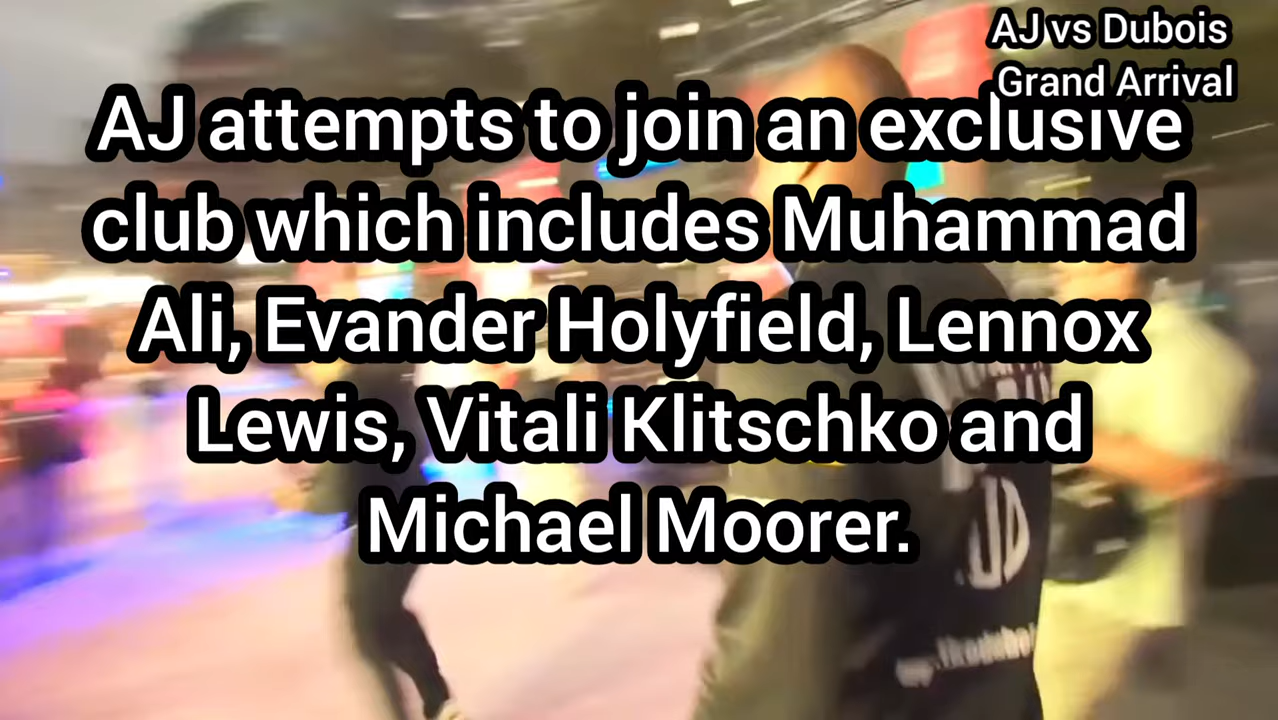 AJ vs Dubois
Grand Arrival
AJ attempts to join an exclusive
club which includes Muhammad
Ali, Evander Holyfield, Lennox
Lewis, Vitali Klitschko and
Michael Moorer.